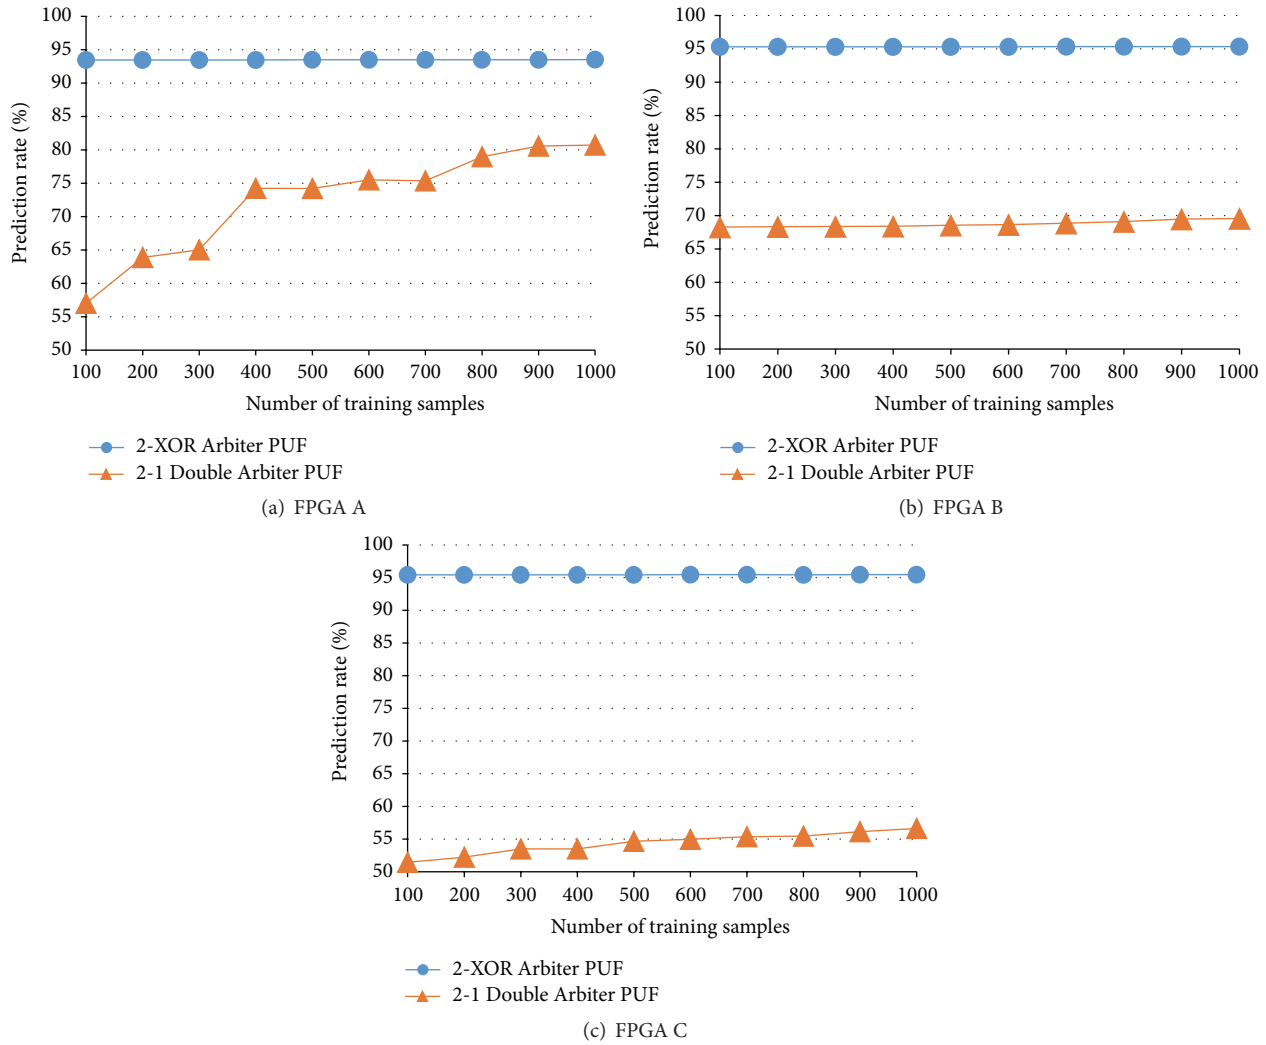 100
95
90
85
80
75
70
65
60
55
50
Prediction rate (%)
100 200 300 400 500 600 700 800 900 1000
Number of training samples
2-XOR Arbiter PUF
2-1 Double Arbiter PUF
(a) FPGA A
100
95
90
85
80
75
70
65
60
55
50
Prediction rate (%)
100 200 300 400 500 600 700 800 900 1000
Number of training samples
2-XOR Arbiter PUF
2-1 Double Arbiter PUF
(b) FPGA B
100
95
90
85
80
75
70
65
60
55
50
Prediction rate (%)
100 200 300 400 500 600 700 800 900 1000
Number of training samples
2-XOR Arbiter PUF
2-1 Double Arbiter PUF
(c) FPGA C